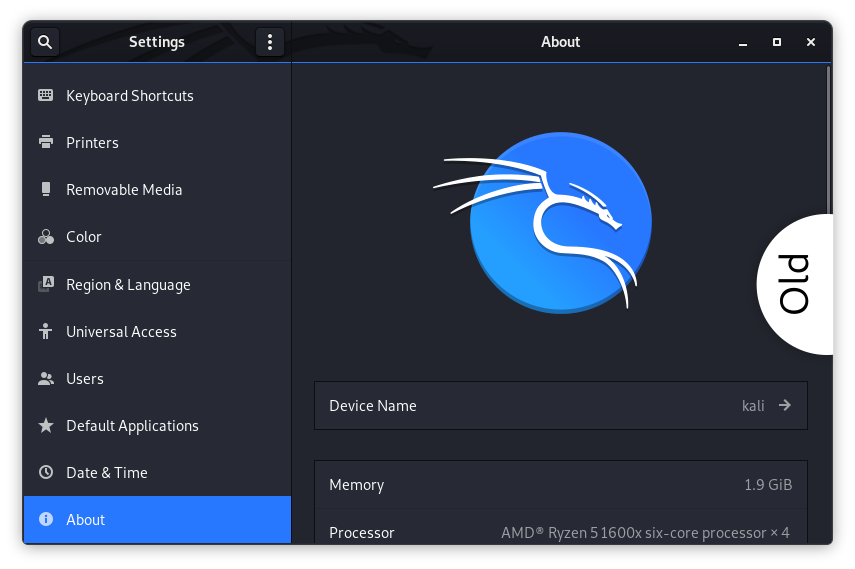 Settings
About
Keyboard Shortcuts
Printers
Removable Media
Color
Region & Language
Universal Access
Users
Default Applications
Date & Time
About
Old
Device Name kali
Memory 1.9 GiB
Processor AMD® Ryzen 5 1600x six-core processor × 4